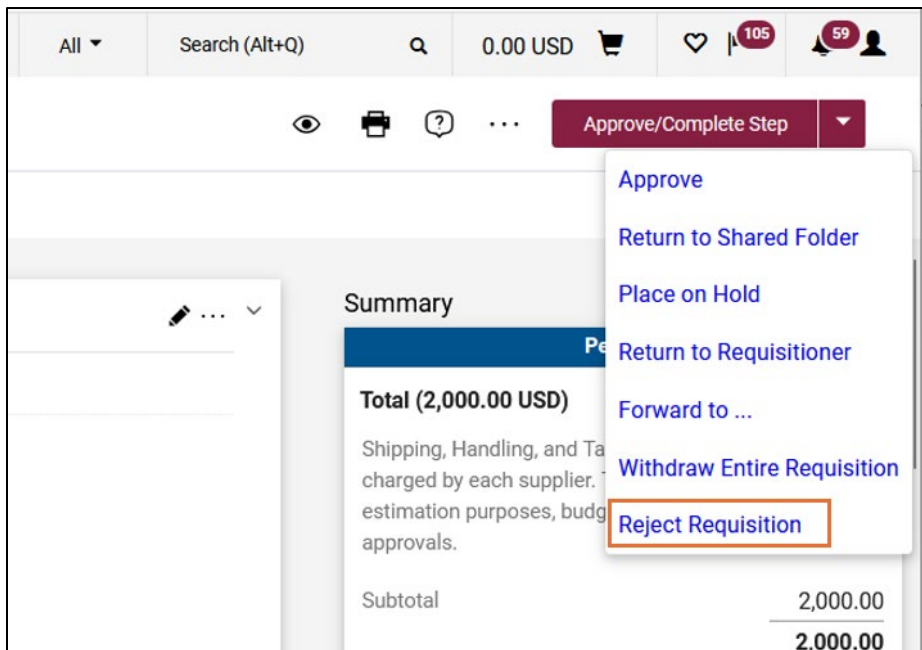 All
Search (Alt+Q)
0.00 USD
105
59
Approve/Complete Step
Approve
Return to Shared Folder
Place on Hold
Return to Requisitioner
Forward to ...
Withdraw Entire Requisition
Reject Requisition
Summary
Total (2,000.00 USD)
Shipping, Handling, and
charged by each supplier.
estimation purposes,
approvals.
Subtotal
2,000.00
2,000.00